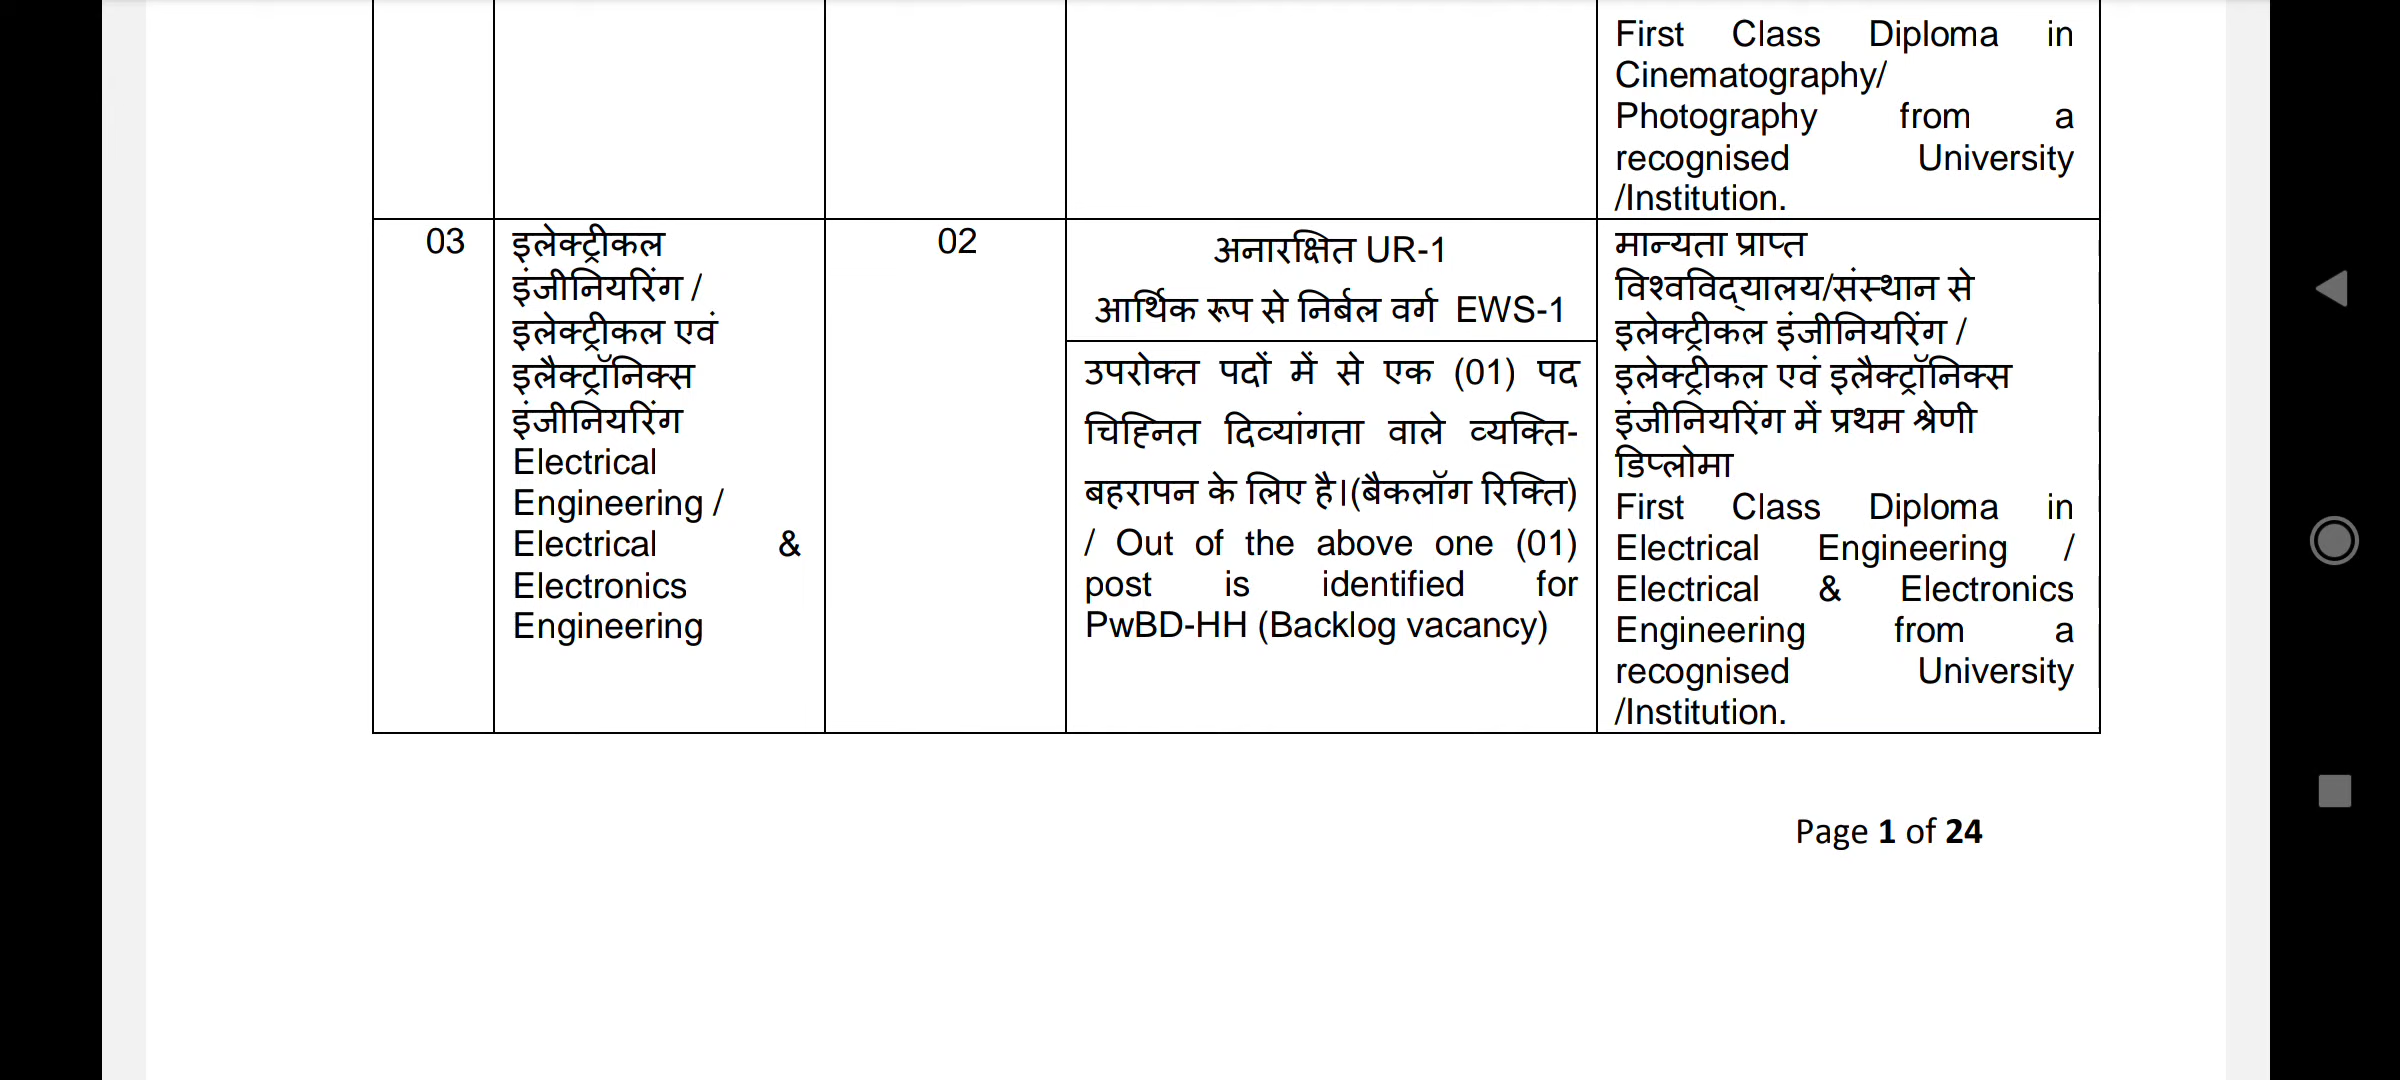 First Class Diploma in
Cinematography/
Photography from a
recognised University
/Institution.
03
इलेक्ट्रीकल
इंजीनियरिंग /
इलेक्ट्रीकल एवं
इलैक्ट्रॉनिक्स
इंजीनियरिंग
Electrical
Engineering /
Electrical &
Electronics
Engineering
02
अनारक्षित UR-1
आर्थिक रूप से निर्बल वर्ग EWS-1
उपरोक्त पदों में से एक (01) पद
चिह्नित दिव्यांगता वाले व्यक्ति-
बहरापन के लिए है।(बैकलॉग रिक्ति)
/ Out of the above one (01)
post is identified for
PwBD-HH (Backlog vacancy)
मान्यता प्राप्त
विश्वविद्यालय/संस्थान से
इलेक्ट्रीकल इंजीनियरिंग /
इलेक्ट्रीकल एवं इलैक्ट्रॉनिक्स
इंजीनियरिंग में प्रथम श्रेणी
डिप्लोमा
First Class Diploma in
Electrical Engineering /
Electrical & Electronics
Engineering from a
recognised University
/Institution.
Page 1 of 24